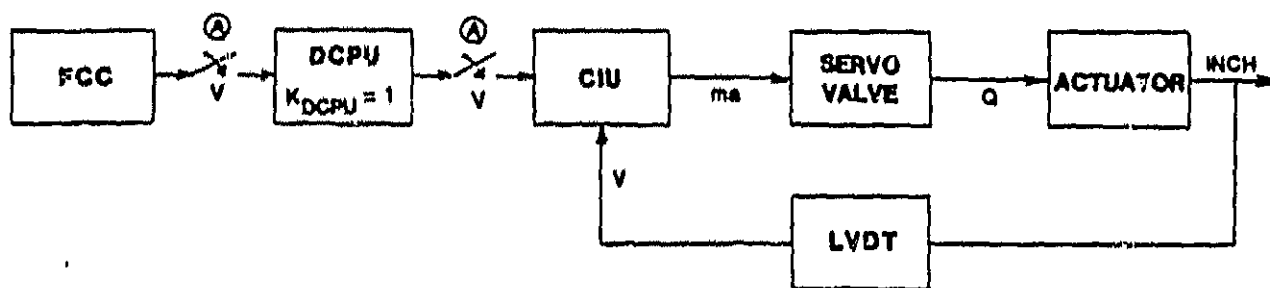 FCC
Ⓐ
V
DCPU
K_DCPU = 1
Ⓐ
V
CIU
ma
SERVO
VALVE
Q
ACTUATOR
INCH
V
LVDT